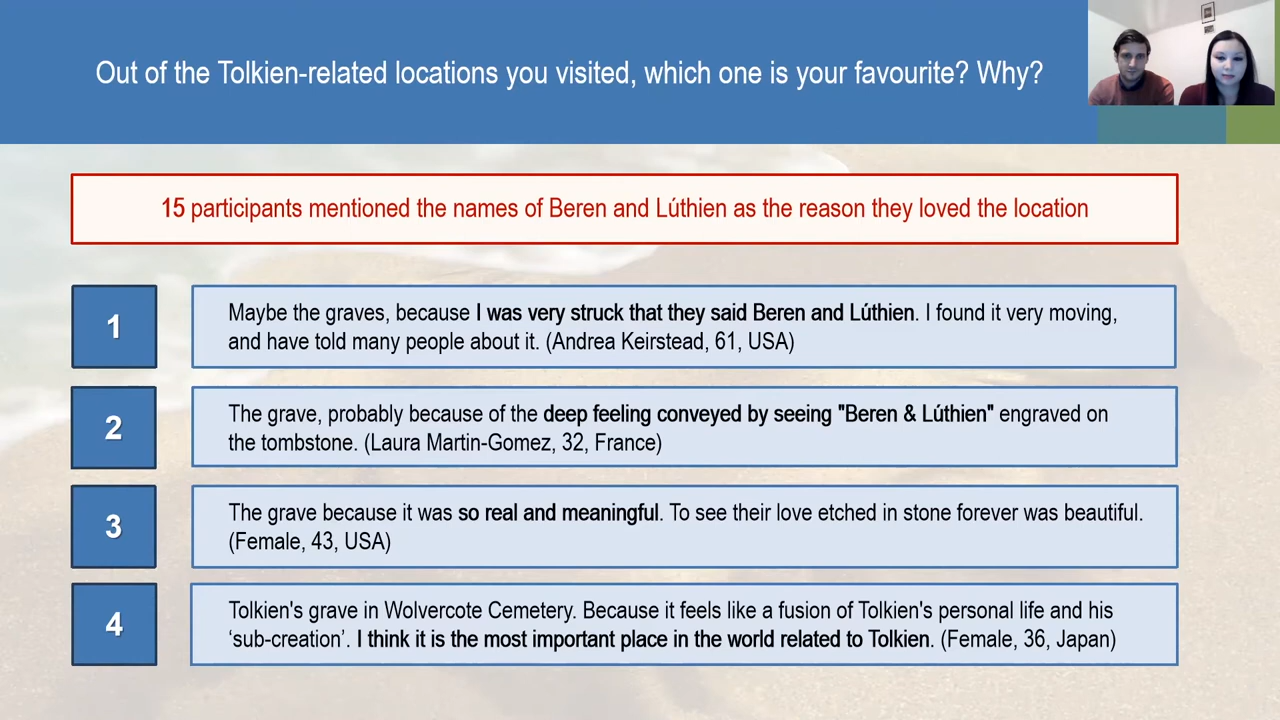 Out of the Tolkien-related locations you visited, which one is your favourite? Why?
15 participants mentioned the names of Beren and Lúthien as the reason they loved the location
1
Maybe the graves, because I was very struck that they said Beren and Lúthien. I found it very moving,
and have told many people about it. (Andrea Keirstead, 61, USA)
2
The grave, probably because of the deep feeling conveyed by seeing "Beren & Lúthien" engraved on
the tombstone. (Laura Martin-Gomez, 32, France)
3
The grave because it was so real and meaningful. To see their love etched in stone forever was beautiful.
(Female, 43, USA)
4
Tolkien's grave in Wolvercote Cemetery. Because it feels like a fusion of Tolkien's personal life and his
‘sub-creation’. I think it is the most important place in the world related to Tolkien. (Female, 36, Japan)